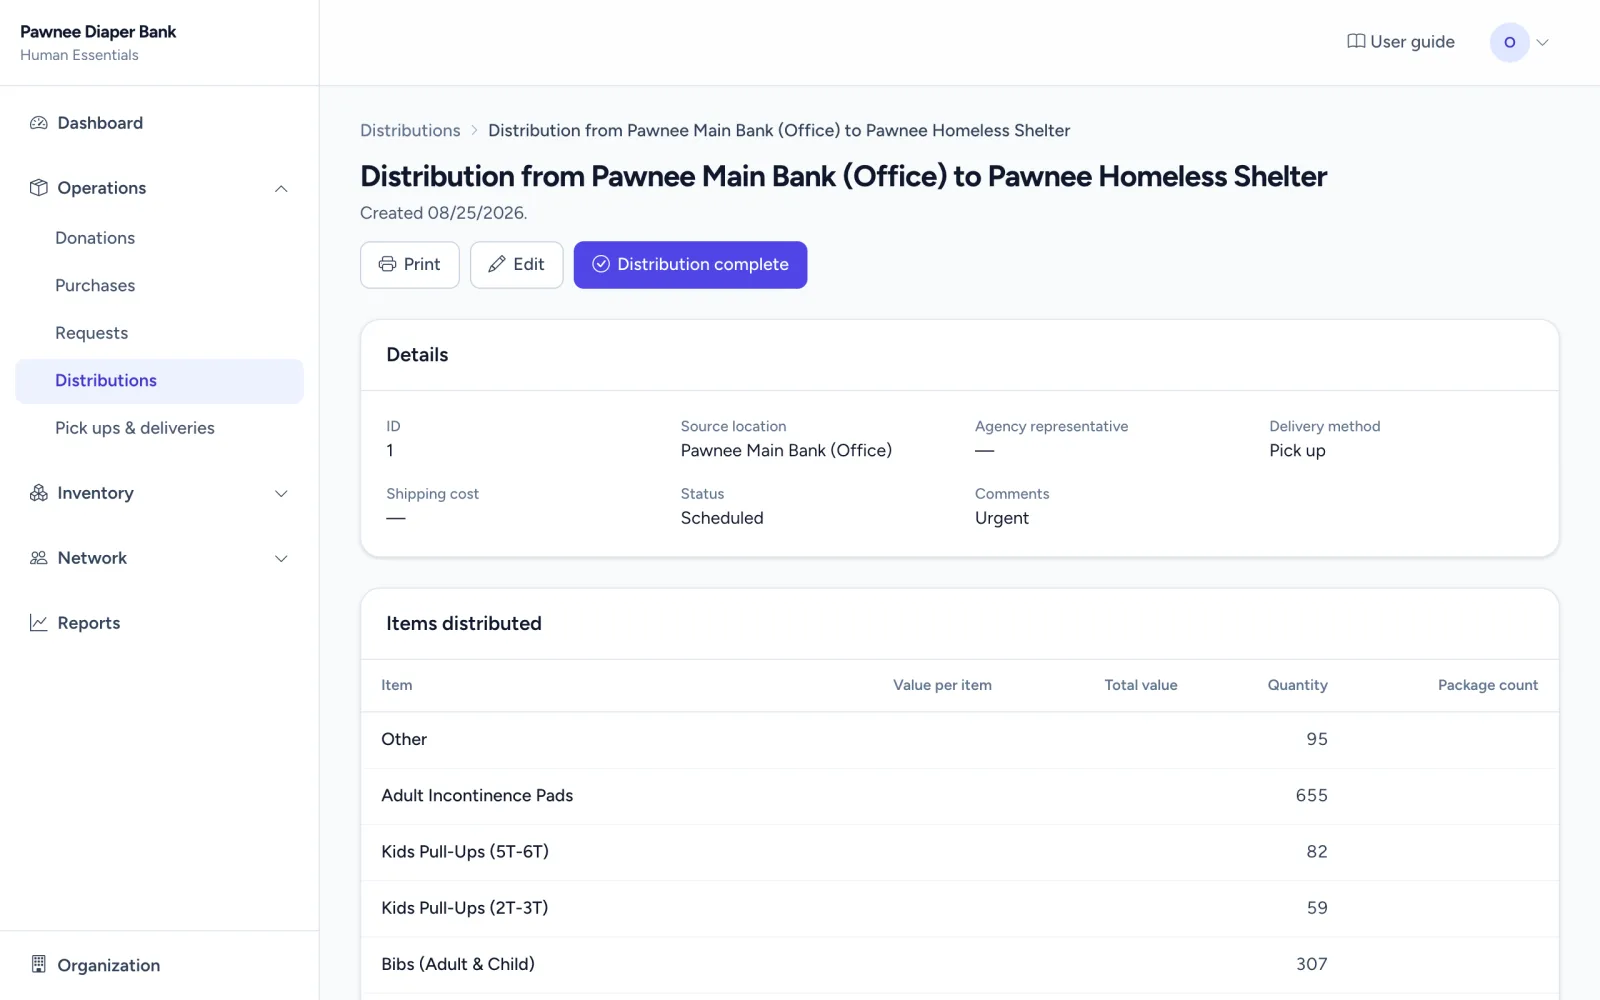 Pawnee Diaper Bank
Human Essentials
User guide
O
Dashboard
Operations
Donations
Purchases
Requests
Distributions
Pick ups & deliveries
Inventory
Network
Reports
Organization
Distributions > Distribution from Pawnee Main Bank (Office) to Pawnee Homeless Shelter
Distribution from Pawnee Main Bank (Office) to Pawnee Homeless Shelter
Created 08/25/2026.
Print Edit Distribution complete
Details
ID Source location Agency representative Delivery method
1 Pawnee Main Bank (Office) — Pick up
Shipping cost Status Comments
— Scheduled Urgent
Items distributed
Item Value per item Total value Quantity Package count
Other 95
Adult Incontinence Pads 655
Kids Pull-Ups (5T-6T) 82
Kids Pull-Ups (2T-3T) 59
Bibs (Adult & Child) 307